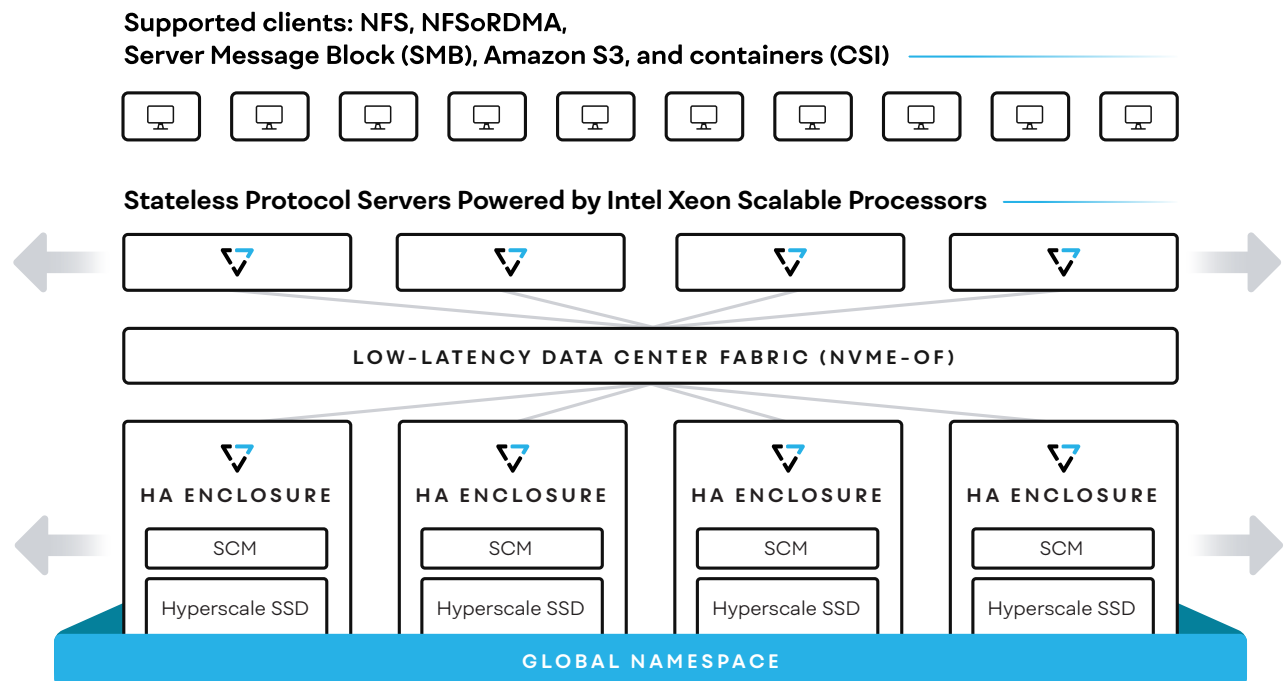 Supported clients: NFS, NFSoRDMA,
Server Message Block (SMB), Amazon S3, and containers (CSI)
Stateless Protocol Servers Powered by Intel Xeon Scalable Processors
LOW-LATENCY DATA CENTER FABRIC (NVME-OF)
HA ENCLOSURE HA ENCLOSURE HA ENCLOSURE HA ENCLOSURE
SCM SCM SCM SCM
Hyperscale SSD Hyperscale SSD Hyperscale SSD Hyperscale SSD
GLOBAL NAMESPACE